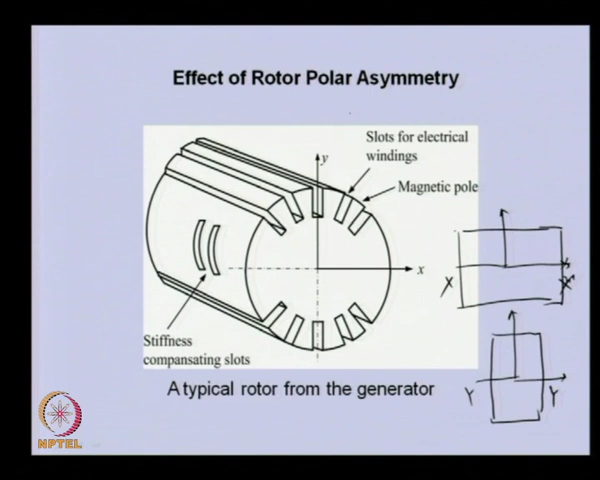 Effect of Rotor Polar Asymmetry
y
Slots for electrical
windings
Magnetic pole
x
Stiffness
compansating slots
A typical rotor from the generator
X
X
Y
Y
NPTEL